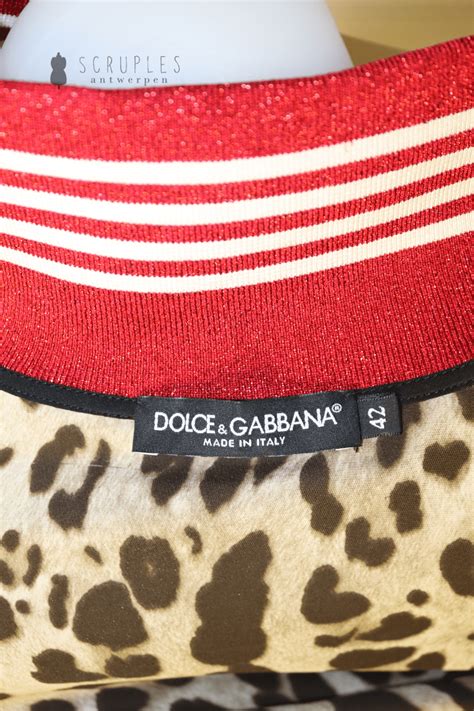 SCRUPLES
antwerpen
DOLCE & GABBANA®
MADE IN ITALY
42